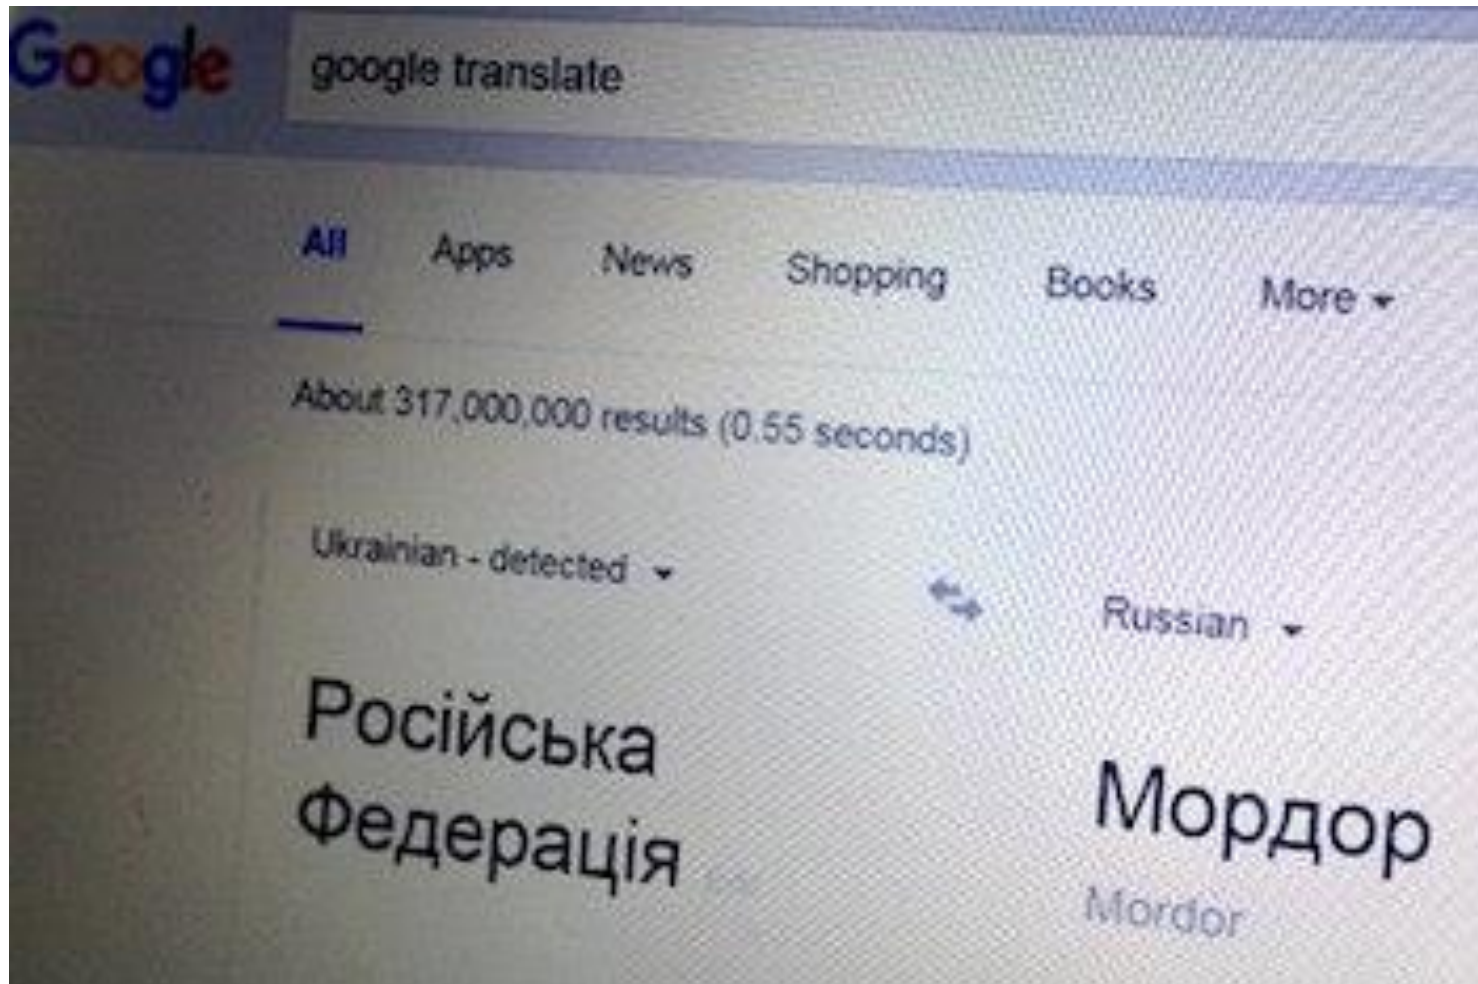 Google
google translate
All Apps News Shopping Books More
About 317,000,000 results (0.55 seconds)
Ukrainian - detected
Russian
Російська
Федерація
Мордор
Mordor